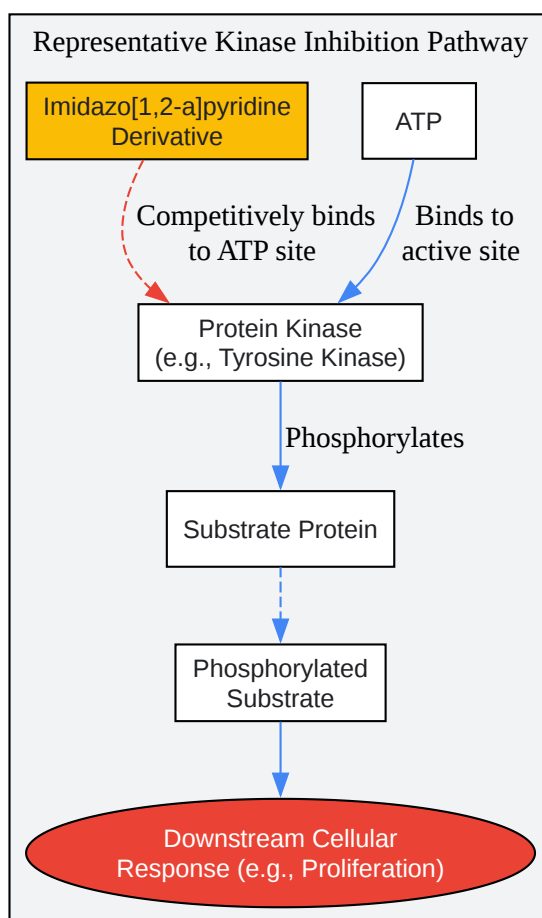 Representative Kinase Inhibition Pathway
Imidazo[1,2-a]pyridine
Derivative
ATP
Competitively binds
to ATP site
Binds to
active site
Protein Kinase
(e.g., Tyrosine Kinase)
Phosphorylates
Substrate Protein
Phosphorylated
Substrate
Downstream Cellular
Response (e.g., Proliferation)